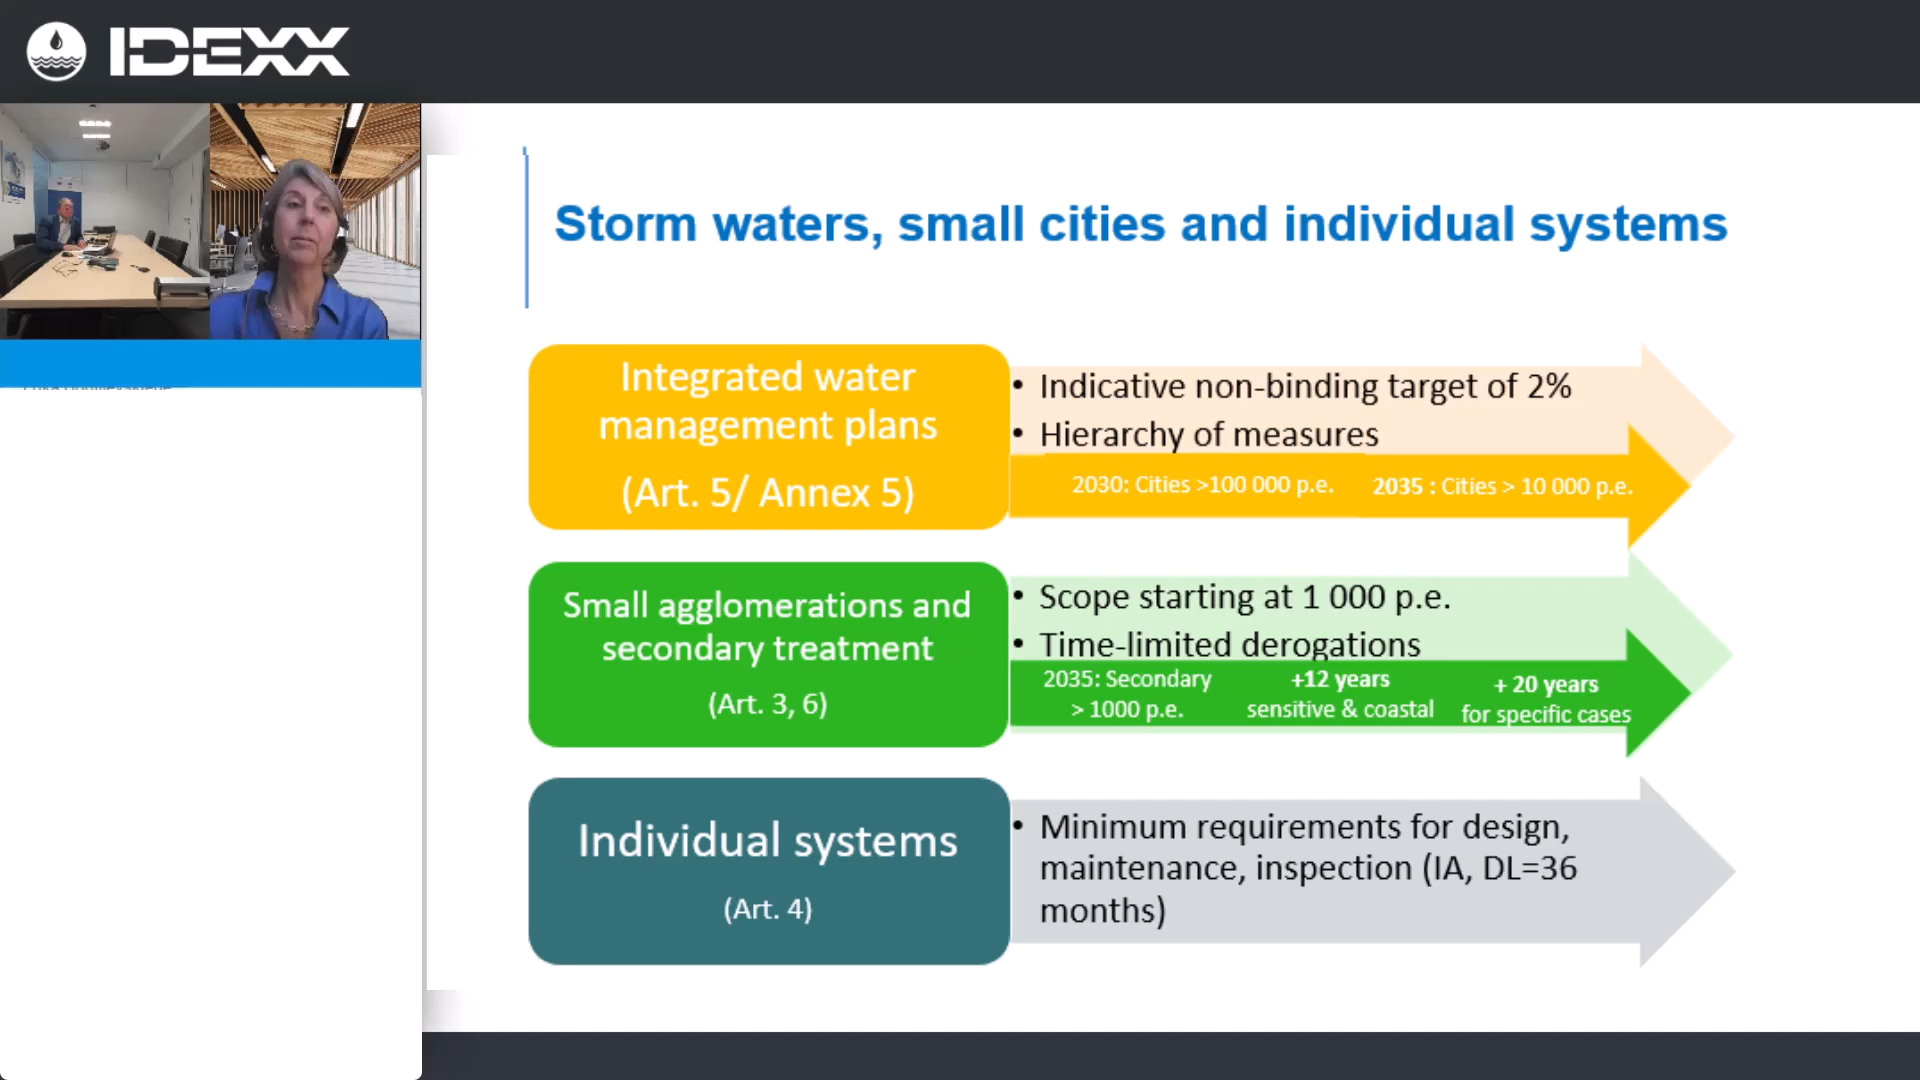 IDEXX
Storm waters, small cities and individual systems
Integrated water
management plans
(Art. 5/ Annex 5)
• Indicative non-binding target of 2%
• Hierarchy of measures
2030: Cities >100 000 p.e.
2035 : Cities > 10 000 p.e.
Small agglomerations and
secondary treatment
(Art. 3, 6)
• Scope starting at 1 000 p.e.
• Time-limited derogations
2035: Secondary
> 1000 p.e.
+12 years
sensitive & coastal
+ 20 years
for specific cases
Individual systems
(Art. 4)
• Minimum requirements for design,
maintenance, inspection (IA, DL=36
months)